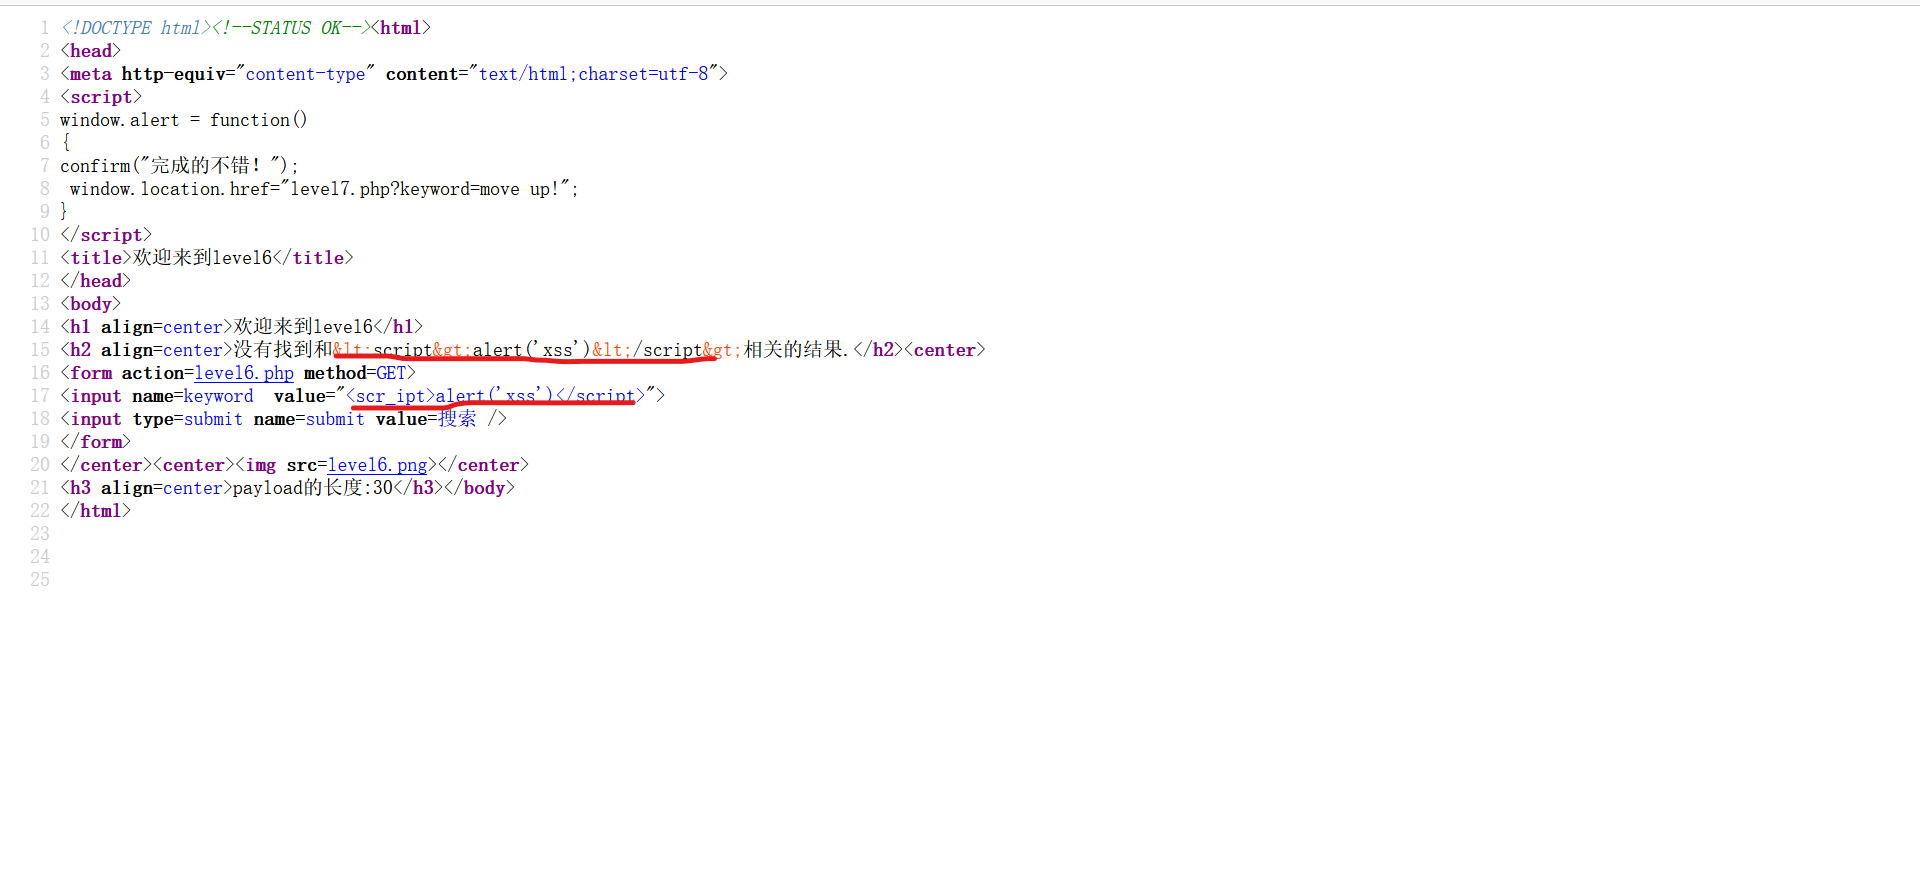 1 <!DOCTYPE html><!--STATUS OK--><html>
2 <head>
3 <meta http-equiv="content-type" content="text/html;charset=utf-8">
4 <script>
5 window.alert = function()
6 {
7 confirm("完成的不错！");
8  window.location.href="level7.php?keyword=move up!";
9 }
10 </script>
11 <title>欢迎来到level6</title>
12 </head>
13 <body>
14 <h1 align=center>欢迎来到level6</h1>
15 <h2 align=center>没有找到和&lt;script&gt;alert('xss')&lt;/script&gt;相关的结果.</h2><center>
16 <form action=level6.php method=GET>
17 <input name=keyword  value="<scr_ipt>alert('xss')</script>">
18 <input type=submit name=submit value=搜索 />
19 </form>
20 </center><center><img src=level6.png></center>
21 <h3 align=center>payload的长度:30</h3></body>
22 </html>
23
24
25